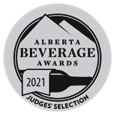 ALBERTA
BEVERAGE
AWARDS
2021
JUDGES' SELECTION